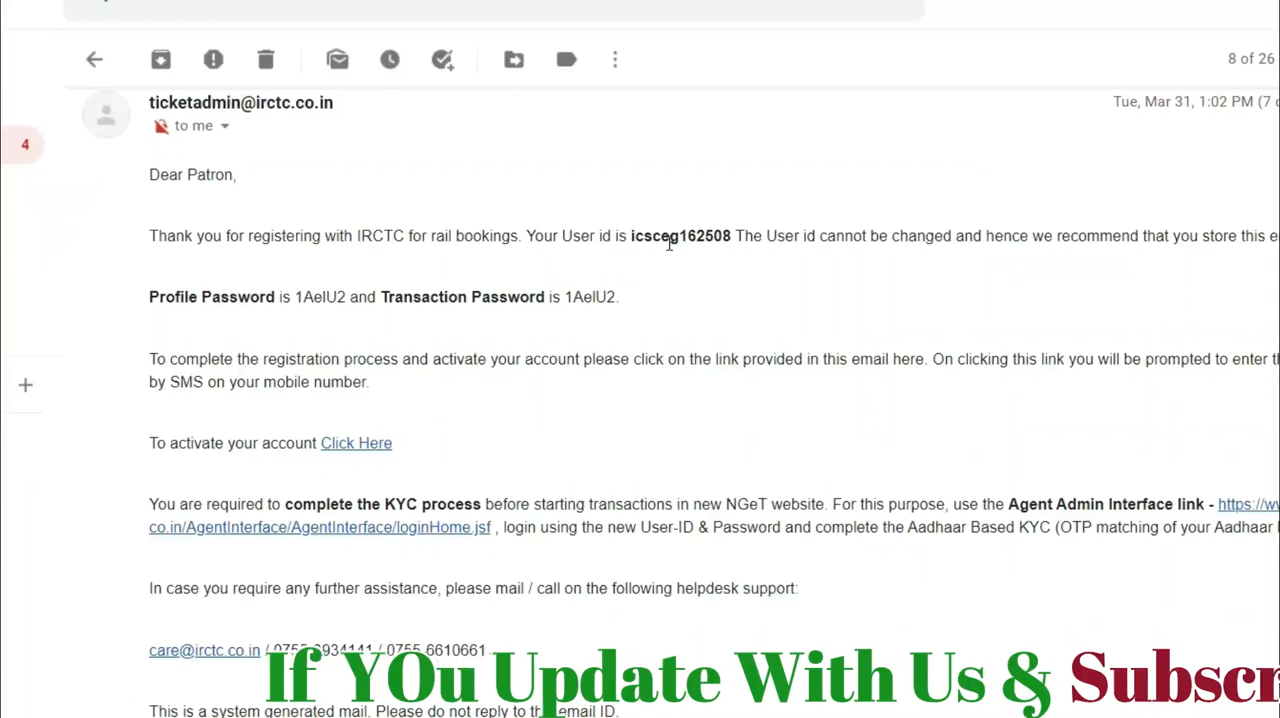 8 of 26
ticketadmin@irctc.co.in
Tue, Mar 31, 1:02 PM (7
to me
4
Dear Patron,
Thank you for registering with IRCTC for rail bookings. Your User id is icsceg162508 The User id cannot be changed and hence we recommend that you store this e
Profile Password is 1AelU2 and Transaction Password is 1AelU2.
To complete the registration process and activate your account please click on the link provided in this email here. On clicking this link you will be prompted to enter th
by SMS on your mobile number.
To activate your account Click Here
You are required to complete the KYC process before starting transactions in new NGeT website. For this purpose, use the Agent Admin Interface link - https://w
co.in/AgentInterface/AgentInterface/loginHome.jsf , login using the new User-ID & Password and complete the Aadhaar Based KYC (OTP matching of your Aadhaar
In case you require any further assistance, please mail / call on the following helpdesk support:
care@irctc.co.in / 0755-3934141 / 0755-6610661
If YOu Update With Us & Subscr
This is a system generated mail. Please do not reply to th email ID.